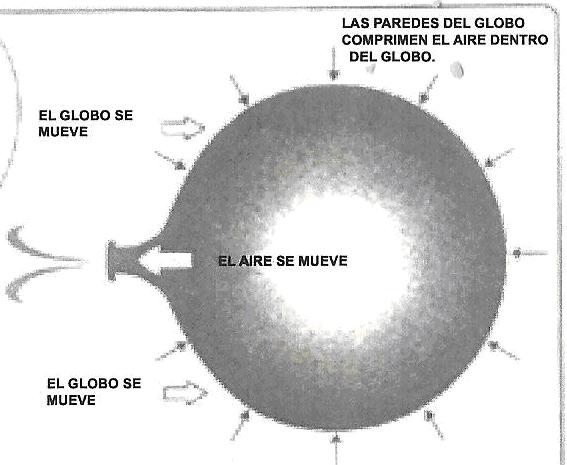 LAS PAREDES DEL GLOBO
COMPRIMEN EL AIRE DENTRO
DEL GLOBO.
EL GLOBO SE
MUEVE
EL AIRE SE MUEVE
EL GLOBO SE
MUEVE